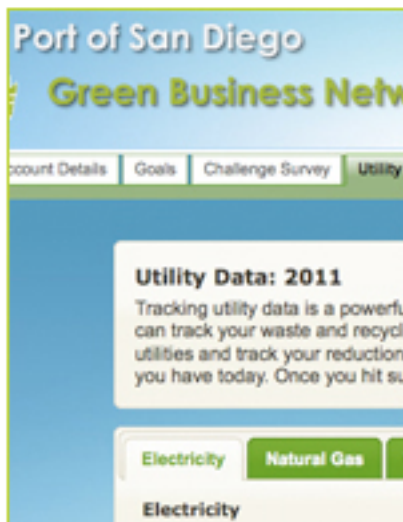 Port of San Diego
Green Business Netw
ccount Details Goals Challenge Survey Utility
Utility Data: 2011
Tracking utility data is a powerfu
can track your waste and recycl
utilities and track your reduction
you have today. Once you hit su
Electricity Natural Gas
Electricity